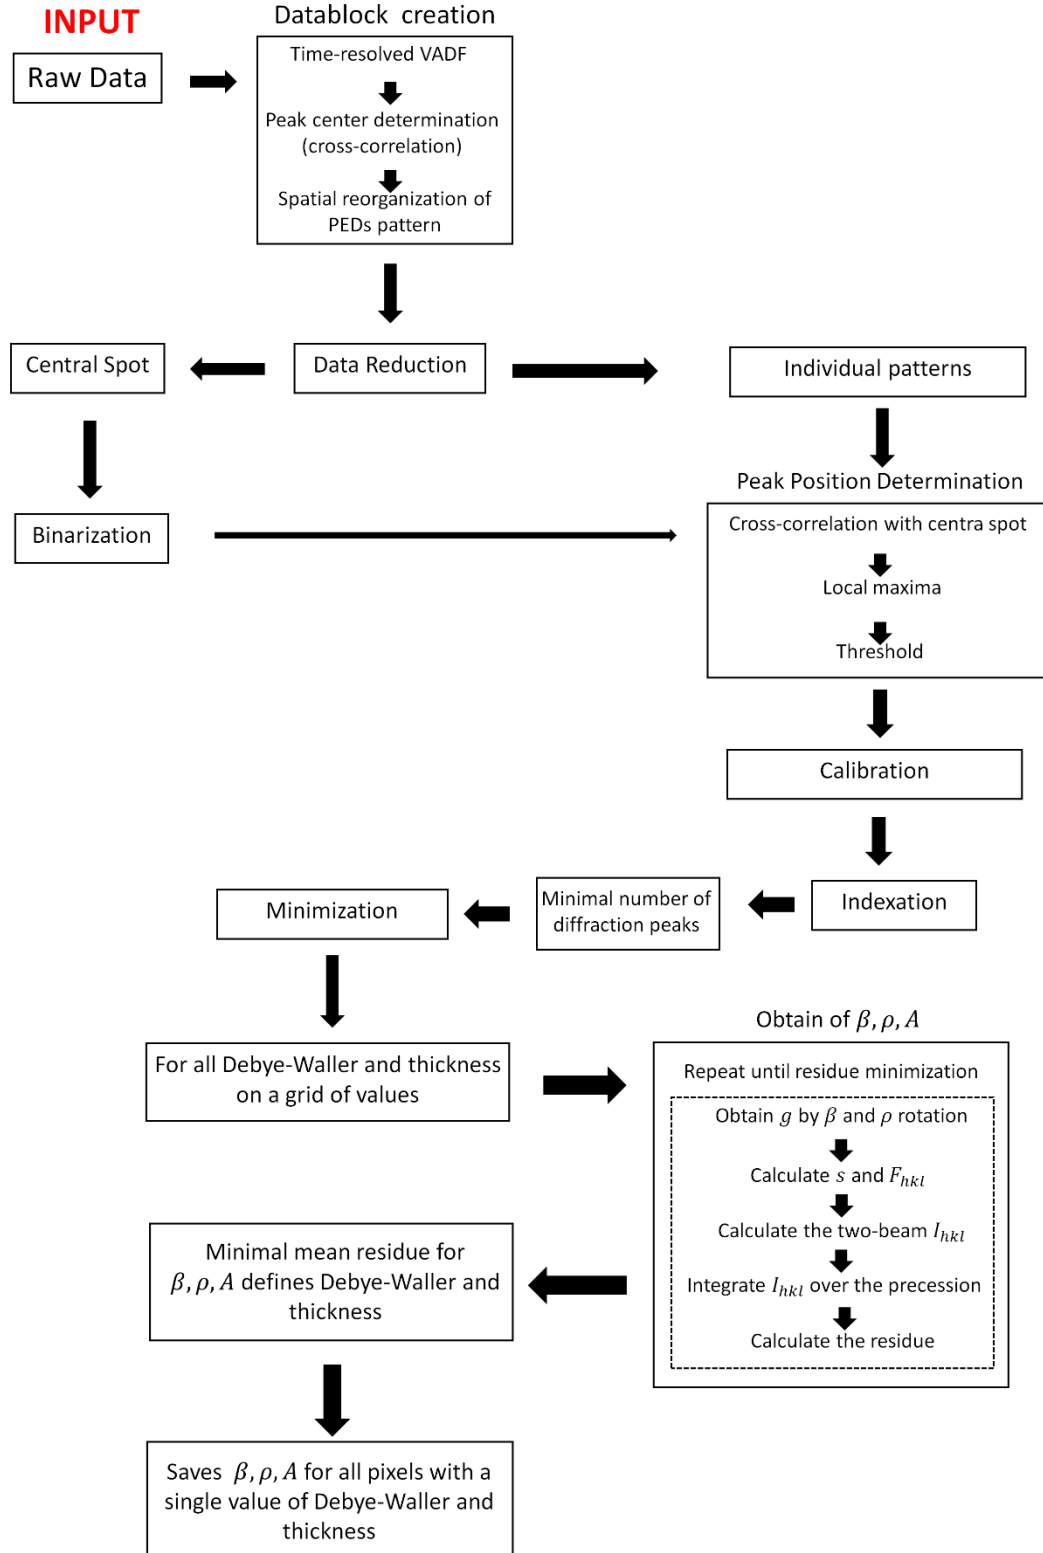 INPUT
Raw Data
Datablock creation
Time-resolved VADF
Peak center determination
(cross-correlation)
Spatial reorganization of
PEDs pattern
Central Spot
Data Reduction
Individual patterns
Binarization
Peak Position Determination
Cross-correlation with centra spot
Local maxima
Threshold
Calibration
Indexation
Minimal number of
diffraction peaks
Minimization
For all Debye-Waller and thickness
on a grid of values
Obtain of β, ρ, A
Repeat until residue minimization
Obtain g by β and ρ rotation
Calculate s and F_hkl
Calculate the two-beam I_hkl
Integrate I_hkl over the precession
Calculate the residue
Minimal mean residue for
β, ρ, A defines Debye-Waller and
thickness
Saves β, ρ, A for all pixels with a
single value of Debye-Waller and
thickness